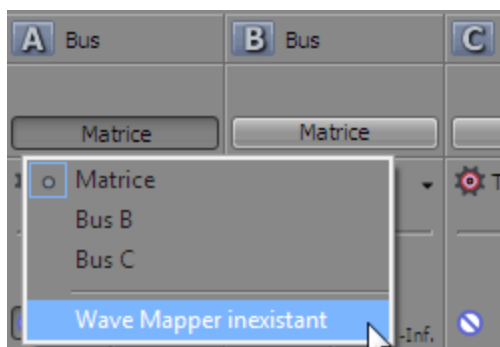 A Bus
B Bus
C
Matrice
Matrice
Matrice
Bus B
Bus C
Wave Mapper inexistant
-Inf.